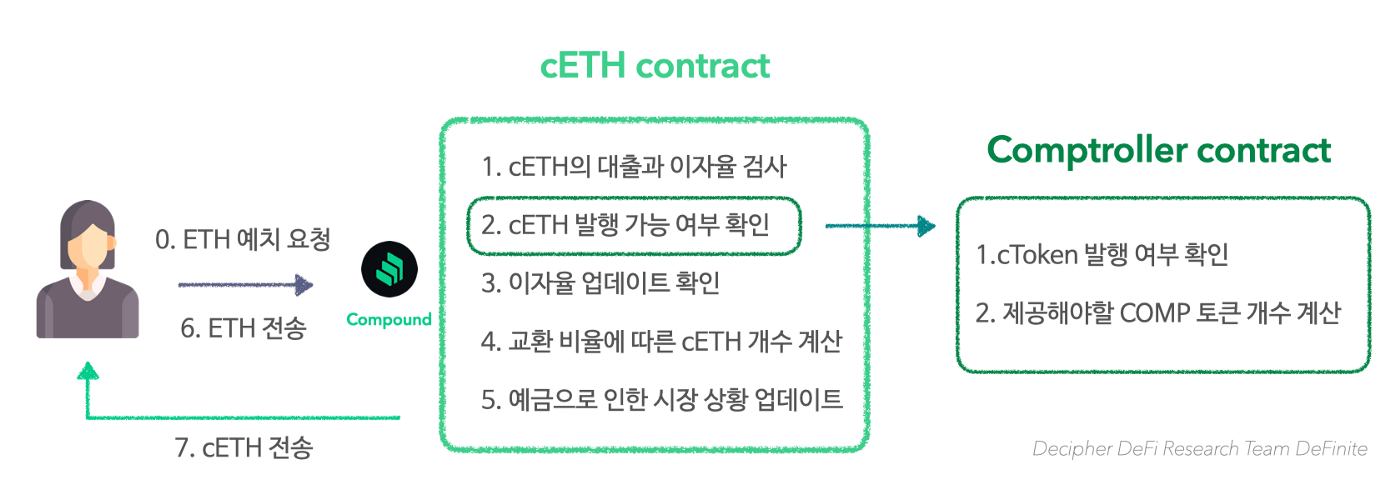 cETH contract
1. cETH의 대출과 이자율 검사
2. cETH 발행 가능 여부 확인
3. 이자율 업데이트 확인
4. 교환 비율에 따른 cETH 개수 계산
5. 예금으로 인한 시장 상황 업데이트
0. ETH 예치 요청
6. ETH 전송
Compound
7. cETH 전송
Comptroller contract
1.cToken 발행 여부 확인
2. 제공해야할 COMP 토큰 개수 계산
Decipher DeFi Research Team DeFinite